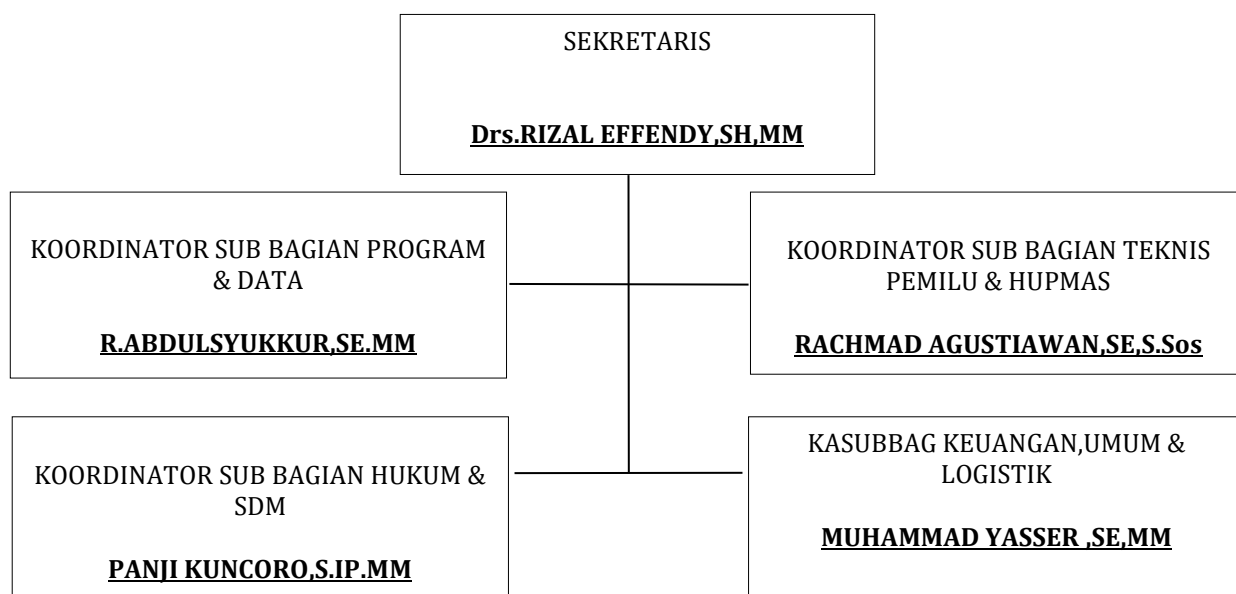 SEKRETARIS
Drs.RIZAL EFFENDY,SH,MM
KOORDINATOR SUB BAGIAN PROGRAM
& DATA
R.ABDULSYUKKUR,SE.MM
KOORDINATOR SUB BAGIAN TEKNIS
PEMILU & HUPMAS
RACHMAD AGUSTIAWAN,SE,S.Sos
KOORDINATOR SUB BAGIAN HUKUM &
SDM
PANJI KUNCORO,S.IP.MM
KASUBBAG KEUANGAN,UMUM &
LOGISTIK
MUHAMMAD YASSER ,SE,MM